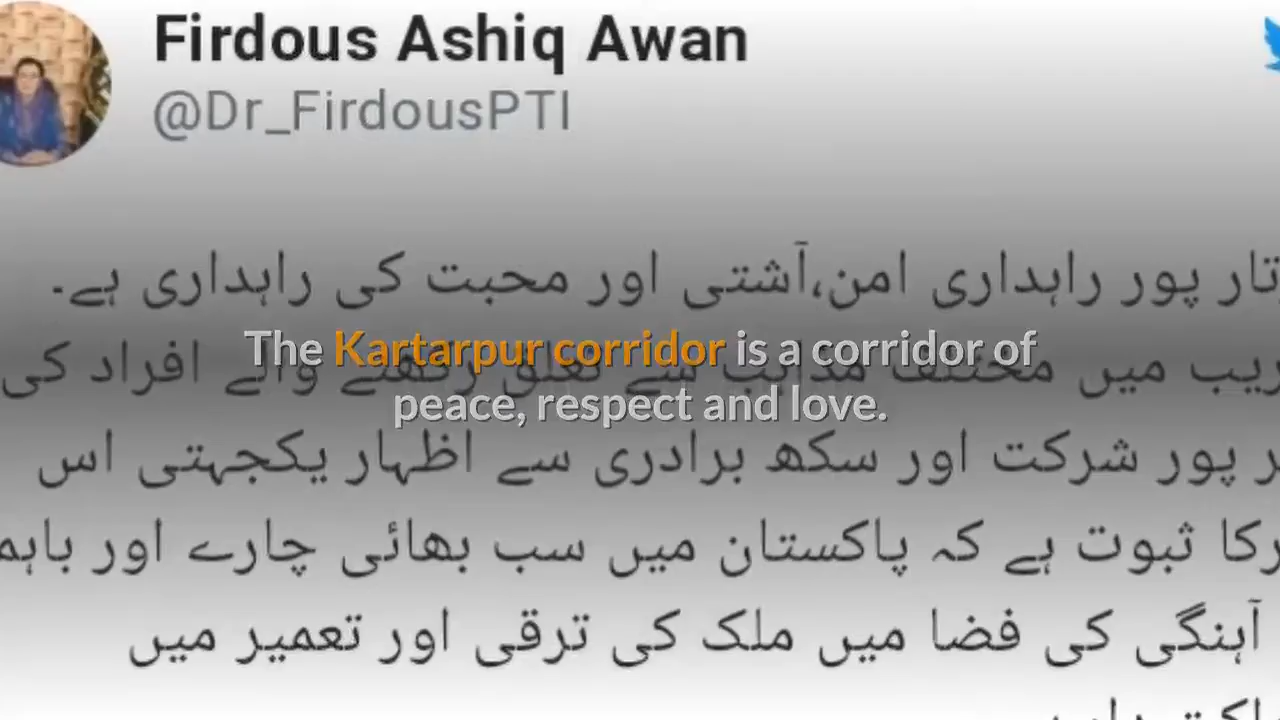 Firdous Ashiq Awan
@Dr_FirdousPTI
تار پور راہداری امن،آشتی اور محبت کی راہداری ہے۔
The Kartarpur corridor is a corridor of
میں مختلف مذاہب سے تعلق رکھنے والے افراد کی
peace, respect and love.
پور شرکت اور سکھ برادری سے اظہار یکجہتی اس
ثبوت ہے کہ پاکستان میں سب بھائی چارے اور باہم
آہنگی کی فضا میں ملک کی ترقی اور تعمیر میں